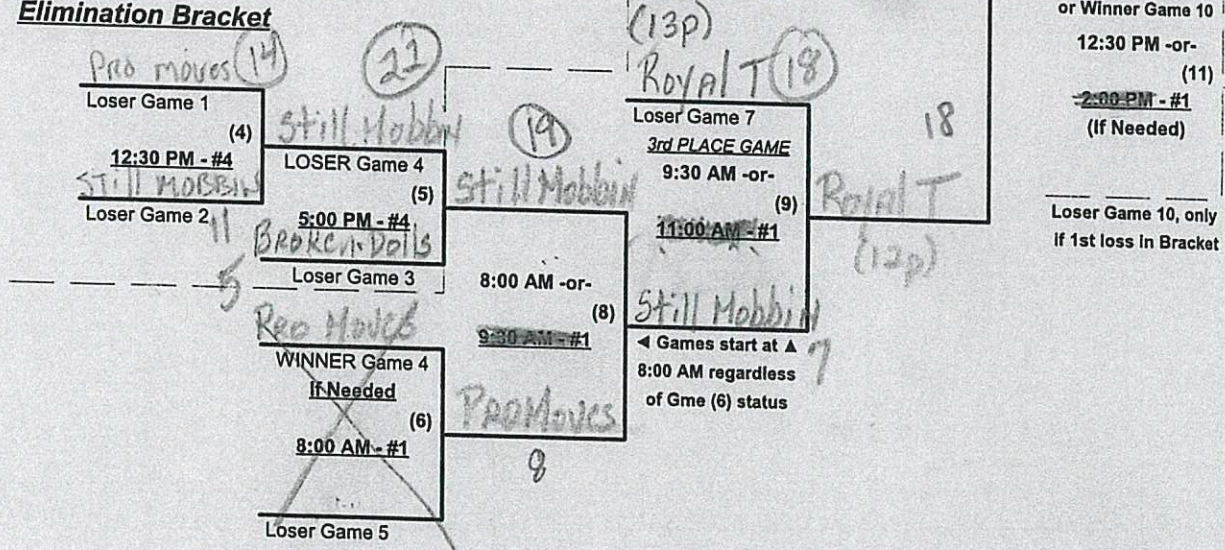 Elimination Bracket
Pro moves (14)
Loser Game 1
(4)
12:30 PM - #4
STill MOBBIN
Loser Game 2
11
(22)
Still Mobbin
LOSER Game 4
(5)
5:00 PM - #4
BROKEN Dolls
Loser Game 3
5
Pro Moves
WINNER Game 4
If Needed
(6)
8:00 AM - #1
Loser Game 5
(19)
Still Mobbin
8:00 AM -or-
(8)
9:30 AM - #1
PROMoves
8
(13p)
Royal T (18)
Loser Game 7
3rd PLACE GAME
9:30 AM -or-
(9)
11:00 AM - #1
Still Mobbin
7
◄ Games start at ▲
8:00 AM regardless
of Gme (6) status
18
Royal T
(12p)
or Winner Game 10
12:30 PM -or-
(11)
2:00 PM - #1
(If Needed)
Loser Game 10, only
if 1st loss in Bracket